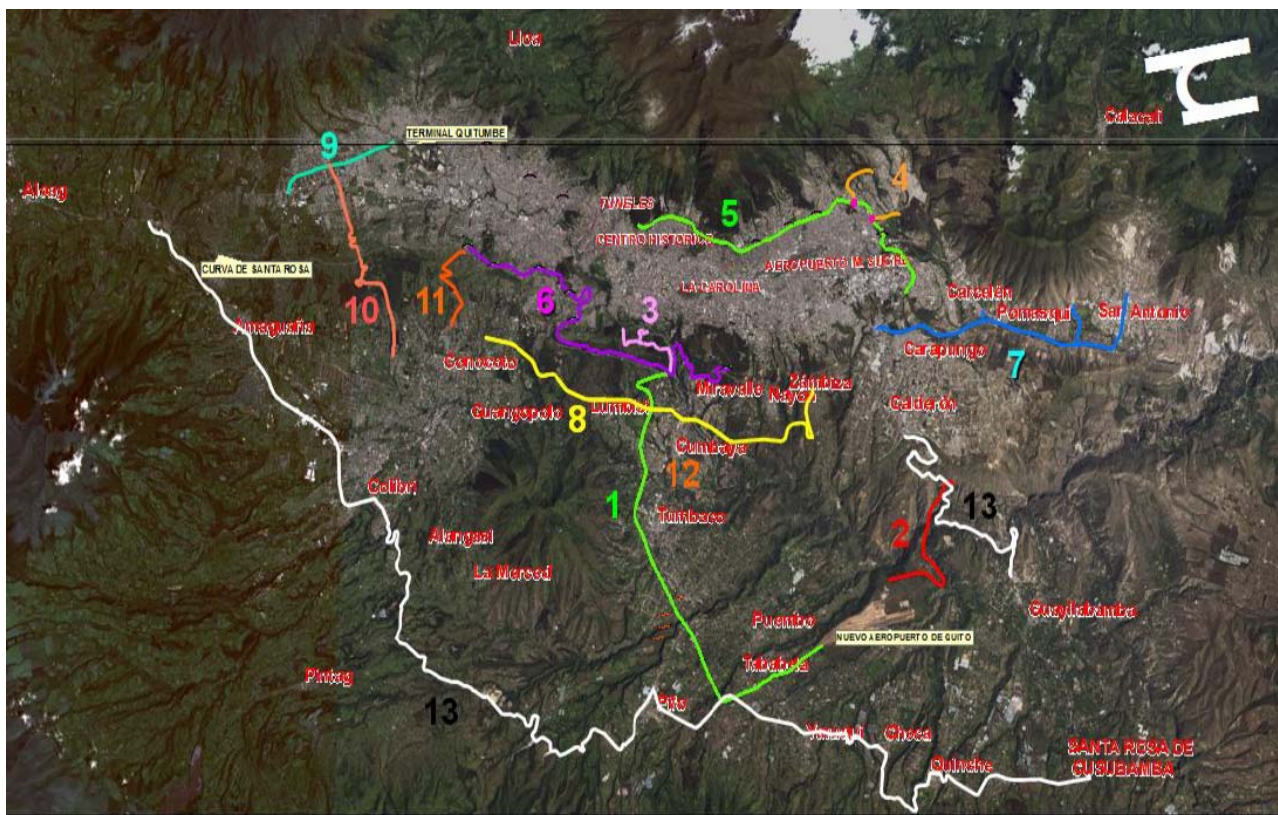 Lloa
Calacali
TERMINAL QUITUMBE
9
4
Aloag
TUNELES
5
CENTRO HISTORICO
CURVA DE SANTA ROSA
AEROPUERTO M SUCRE
LA CAROLINA
Carcelén
10
11
6
3
Pomasqui
San Antonio
Amaguaña
Carapungo
7
Conocoto
Miravalle
Nayón
Zámbiza
Calderón
Guangopolo
Lumbisí
8
Cumbaya
12
Colibri
1
Tumbaco
13
Alangasi
2
La Merced
Guayllabamba
Puembo
NUEVO AEROPUERTO DE QUITO
Tababela
Pintag
13
Pifo
Yaruqui
Checa
Quinche
SANTA ROSA DE
CUSUBAMBA